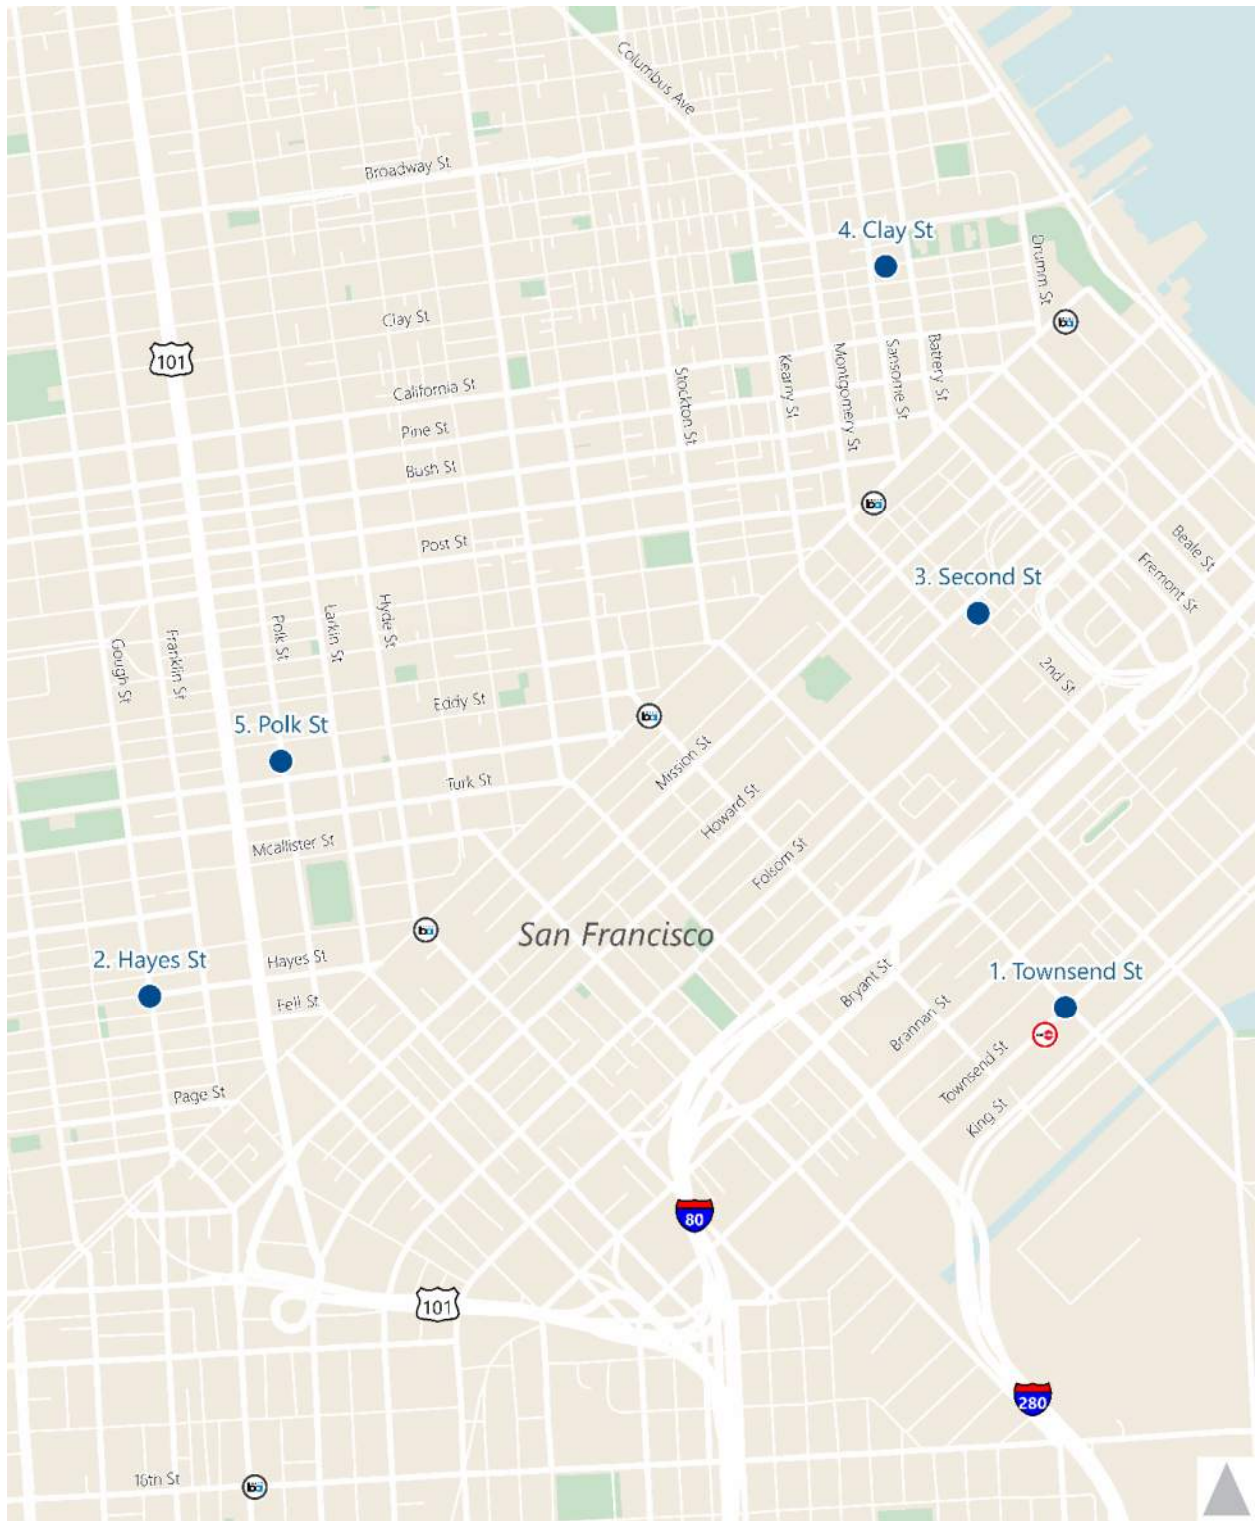 Columbus Ave
Broadway St
4. Clay St
Drumm St
Clay St
101
California St
Stockton St
Kearny St
Montgomery St
Sansome St
Battery St
Pine St
Bush St
Post St
Beale St
Fremont St
3. Second St
2nd St
Gough St
Franklin St
Polk St
Larkin St
Hyde St
Eddy St
5. Polk St
Mission St
Turk St
Howard St
Mcallister St
Folsom St
San Francisco
2. Hayes St
Hayes St
Fell St
1. Townsend St
Bryant St
Brannan St
Townsend St
King St
Page St
80
101
280
16th St